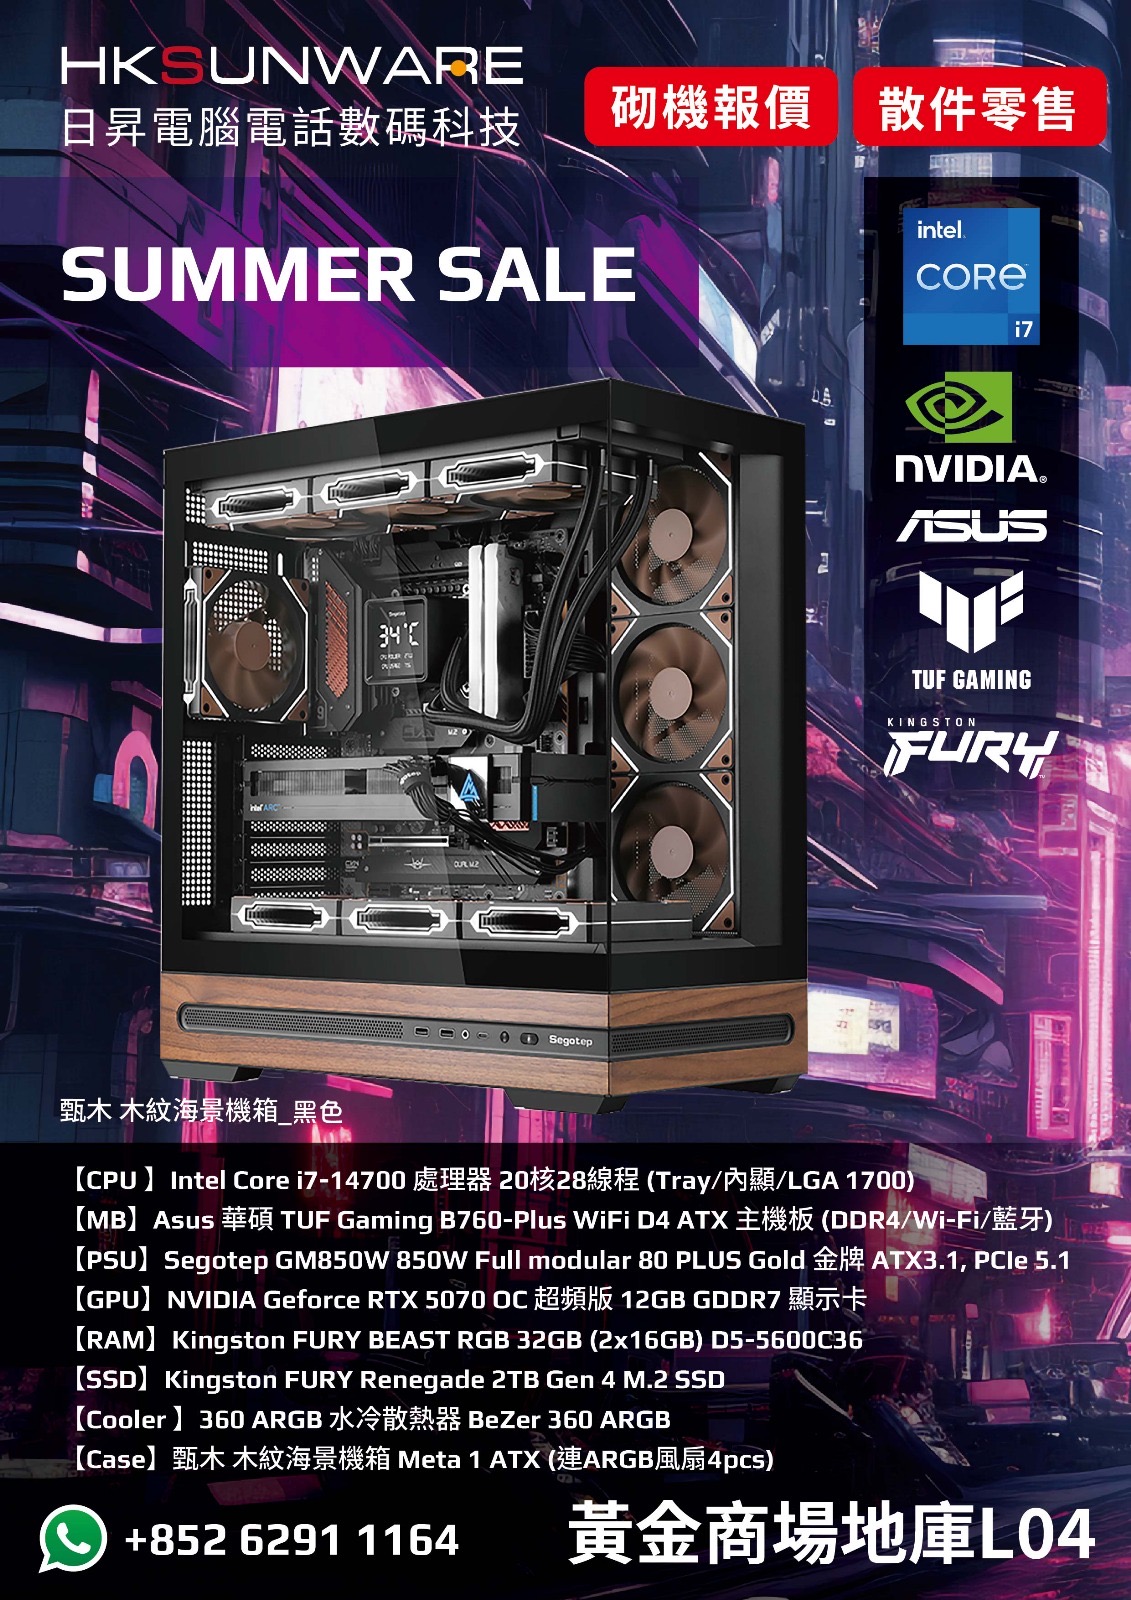 HKSUNWARE
日昇電腦電話數碼科技
砌機報價
散件零售
SUMMER SALE
intel.
CORE
i7
NVIDIA®
ASUS
TUF GAMING
KINGSTON
FURY
Segotep
34°C
M.2
intel ARC
DUAL M.2
Segotep
甄木 木紋海景機箱_黑色
【CPU 】Intel Core i7-14700 處理器 20核28線程 (Tray/內顯/LGA 1700)
【MB】Asus 華碩 TUF Gaming B760-Plus WiFi D4 ATX 主機板 (DDR4/Wi-Fi/藍牙)
【PSU】Segotep GM850W 850W Full modular 80 PLUS Gold 金牌 ATX3.1, PCIe 5.1
【GPU】NVIDIA Geforce RTX 5070 OC 超頻版 12GB GDDR7 顯示卡
【RAM】Kingston FURY BEAST RGB 32GB (2x16GB) D5-5600C36
【SSD】Kingston FURY Renegade 2TB Gen 4 M.2 SSD
【Cooler 】360 ARGB 水冷散熱器 BeZer 360 ARGB
【Case】甄木 木紋海景機箱 Meta 1 ATX (連ARGB風扇4pcs)
+852 6291 1164
黃金商場地庫L04